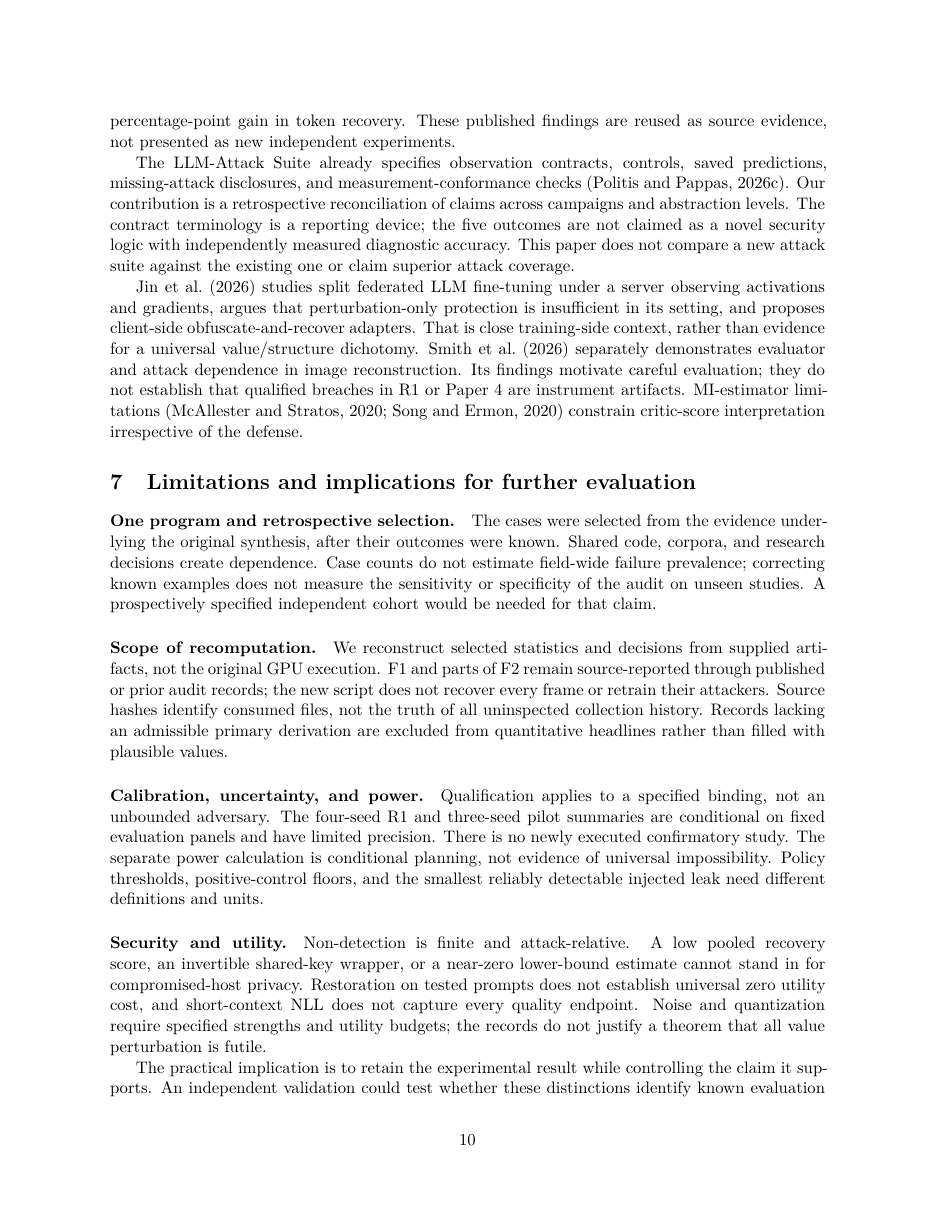 percentage-point gain in token recovery. These published findings are reused as source evidence,
not presented as new independent experiments.
The LLM-Attack Suite already specifies observation contracts, controls, saved predictions,
missing-attack disclosures, and measurement-conformance checks (Politis and Pappas, 2026c). Our
contribution is a retrospective reconciliation of claims across campaigns and abstraction levels. The
contract terminology is a reporting device; the five outcomes are not claimed as a novel security
logic with independently measured diagnostic accuracy. This paper does not compare a new attack
suite against the existing one or claim superior attack coverage.
Jin et al. (2026) studies split federated LLM fine-tuning under a server observing activations
and gradients, argues that perturbation-only protection is insufficient in its setting, and proposes
client-side obfuscate-and-recover adapters. That is close training-side context, rather than evidence
for a universal value/structure dichotomy. Smith et al. (2026) separately demonstrates evaluator
and attack dependence in image reconstruction. Its findings motivate careful evaluation; they do
not establish that qualified breaches in R1 or Paper 4 are instrument artifacts. MI-estimator limi-
tations (McAllester and Stratos, 2020; Song and Ermon, 2020) constrain critic-score interpretation
irrespective of the defense.
7 Limitations and implications for further evaluation
One program and retrospective selection. The cases were selected from the evidence under-
lying the original synthesis, after their outcomes were known. Shared code, corpora, and research
decisions create dependence. Case counts do not estimate field-wide failure prevalence; correcting
known examples does not measure the sensitivity or specificity of the audit on unseen studies. A
prospectively specified independent cohort would be needed for that claim.
Scope of recomputation. We reconstruct selected statistics and decisions from supplied arti-
facts, not the original GPU execution. F1 and parts of F2 remain source-reported through published
or prior audit records; the new script does not recover every frame or retrain their attackers. Source
hashes identify consumed files, not the truth of all uninspected collection history. Records lacking
an admissible primary derivation are excluded from quantitative headlines rather than filled with
plausible values.
Calibration, uncertainty, and power. Qualification applies to a specified binding, not an
unbounded adversary. The four-seed R1 and three-seed pilot summaries are conditional on fixed
evaluation panels and have limited precision. There is no newly executed confirmatory study. The
separate power calculation is conditional planning, not evidence of universal impossibility. Policy
thresholds, positive-control floors, and the smallest reliably detectable injected leak need different
definitions and units.
Security and utility. Non-detection is finite and attack-relative. A low pooled recovery
score, an invertible shared-key wrapper, or a near-zero lower-bound estimate cannot stand in for
compromised-host privacy. Restoration on tested prompts does not establish universal zero utility
cost, and short-context NLL does not capture every quality endpoint. Noise and quantization
require specified strengths and utility budgets; the records do not justify a theorem that all value
perturbation is futile.
The practical implication is to retain the experimental result while controlling the claim it sup-
ports. An independent validation could test whether these distinctions identify known evaluation
10